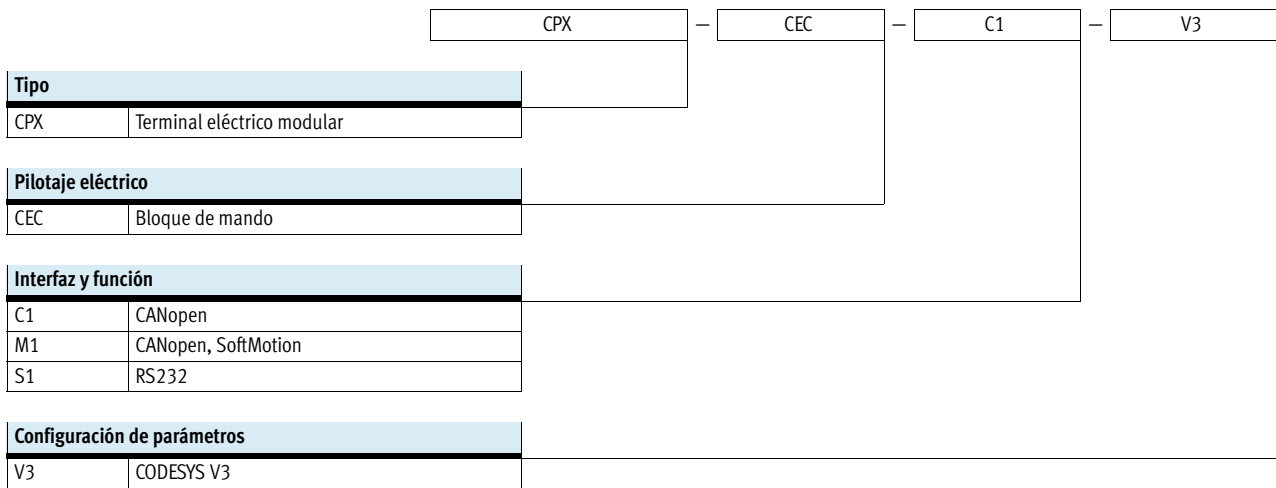 CPX – CEC – C1 – V3
Tipo
CPX Terminal eléctrico modular
Pilotaje eléctrico
CEC Bloque de mando
Interfaz y función
C1 CANopen
M1 CANopen, SoftMotion
S1 RS232
Configuración de parámetros
V3 CODESYS V3